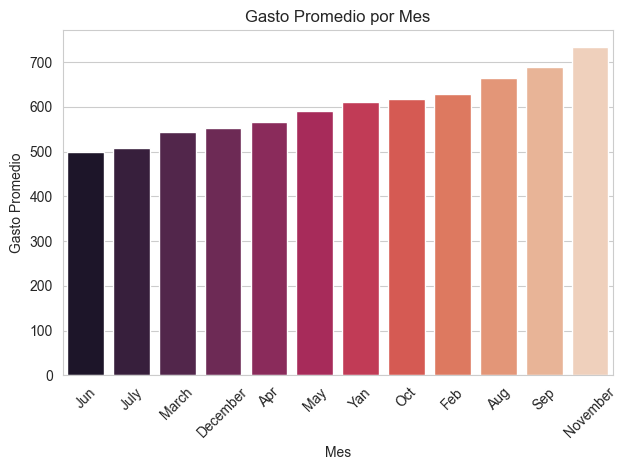 Gasto Promedio por Mes
Gasto Promedio
700
600
500
400
300
200
100
0
Jun
July
March
December
Apr
May
Yan
Oct
Feb
Aug
Sep
November
Mes